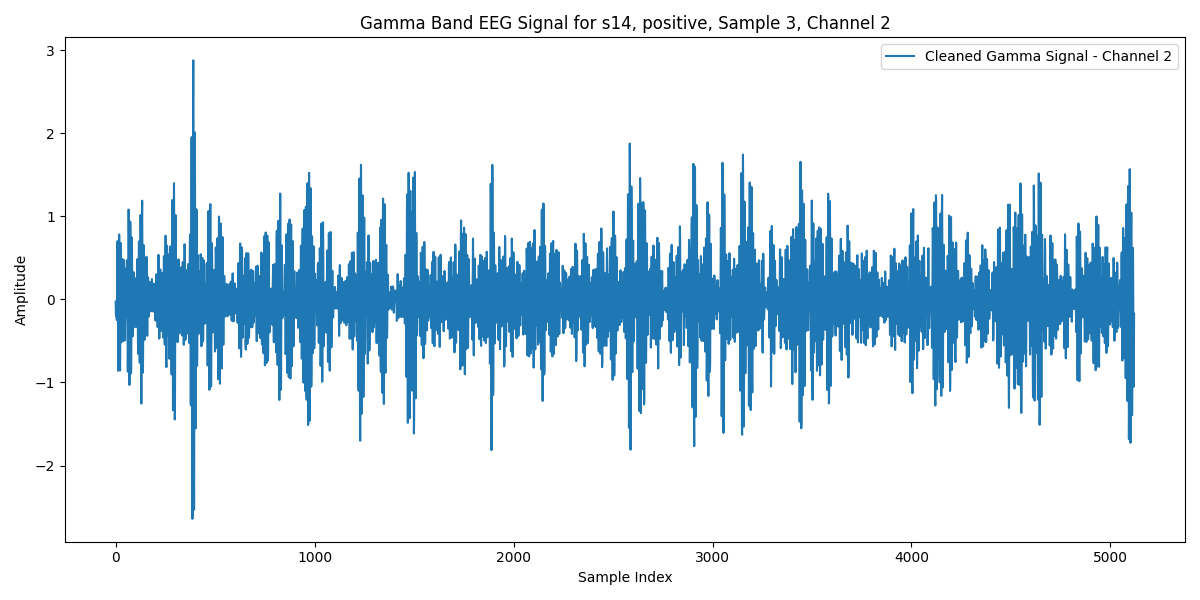 Gamma Band EEG Signal for s14, positive, Sample 3, Channel 2
Cleaned Gamma Signal - Channel 2
Amplitude
3
2
1
0
−1
−2
0 1000 2000 3000 4000 5000
Sample Index